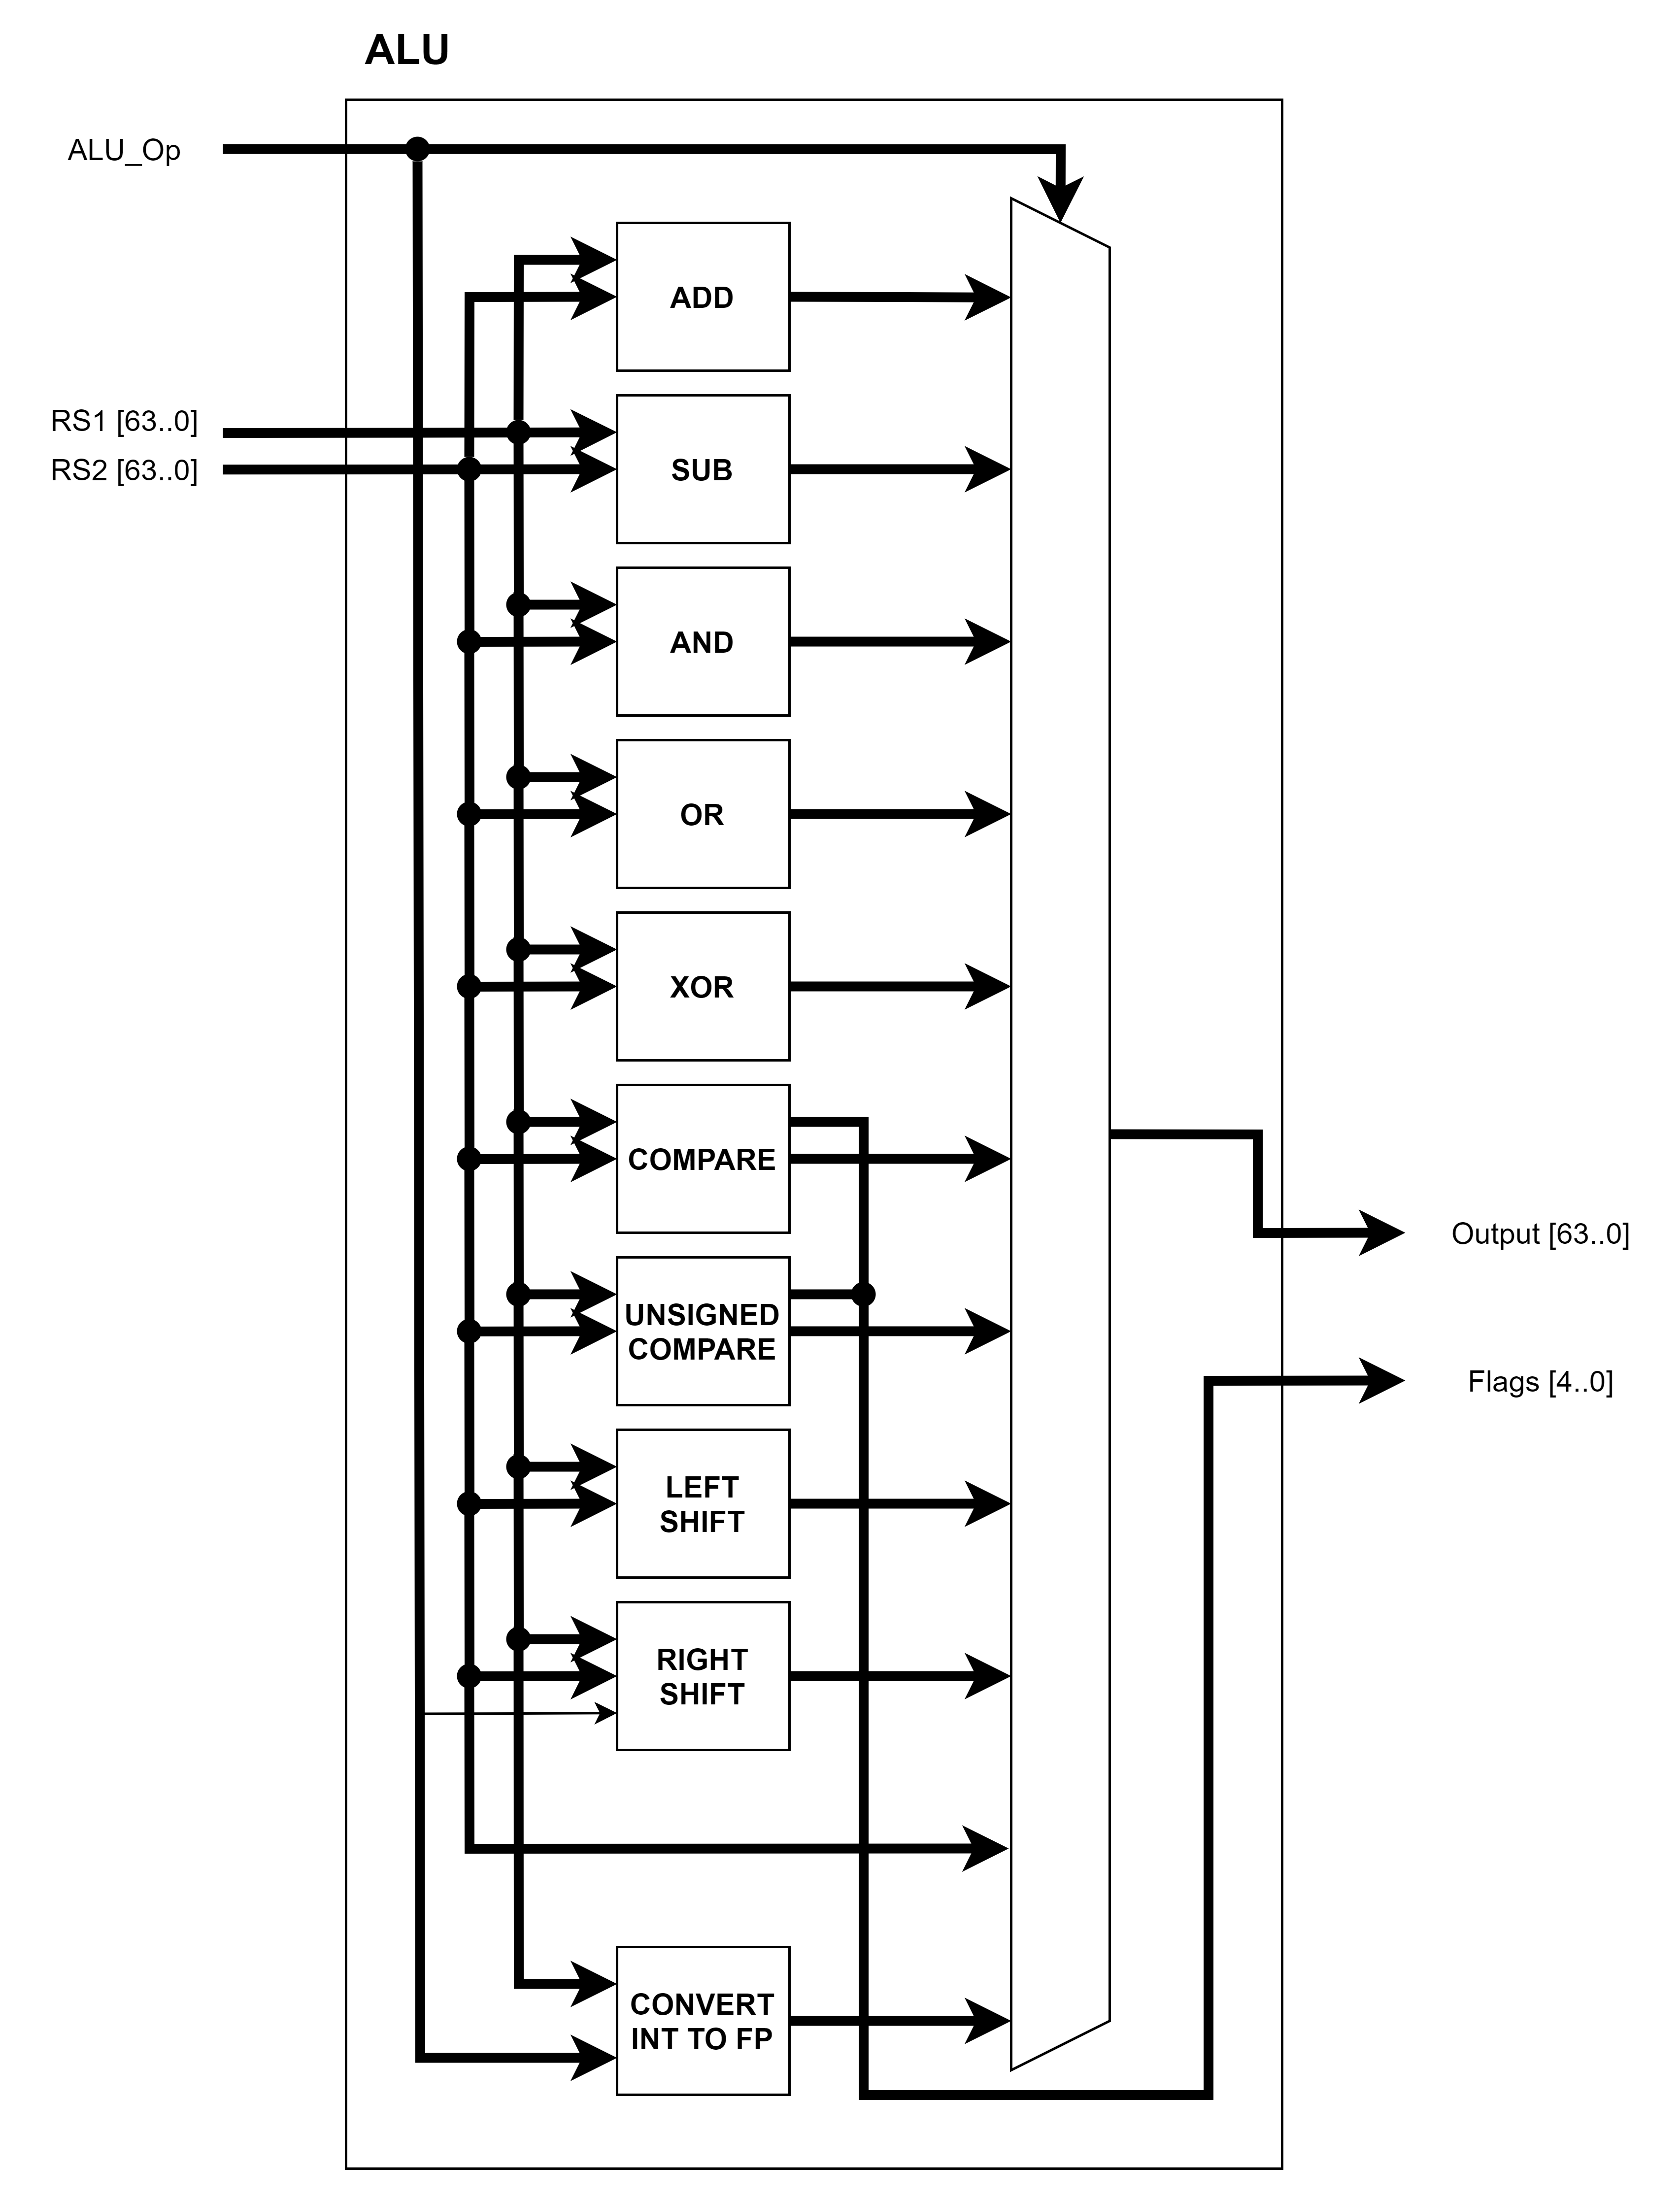 ALU
ALU_Op
ADD
RS1 [63..0]
RS2 [63..0]
SUB
AND
OR
XOR
COMPARE
Output [63..0]
UNSIGNED
COMPARE
Flags [4..0]
LEFT
SHIFT
RIGHT
SHIFT
CONVERT
INT TO FP